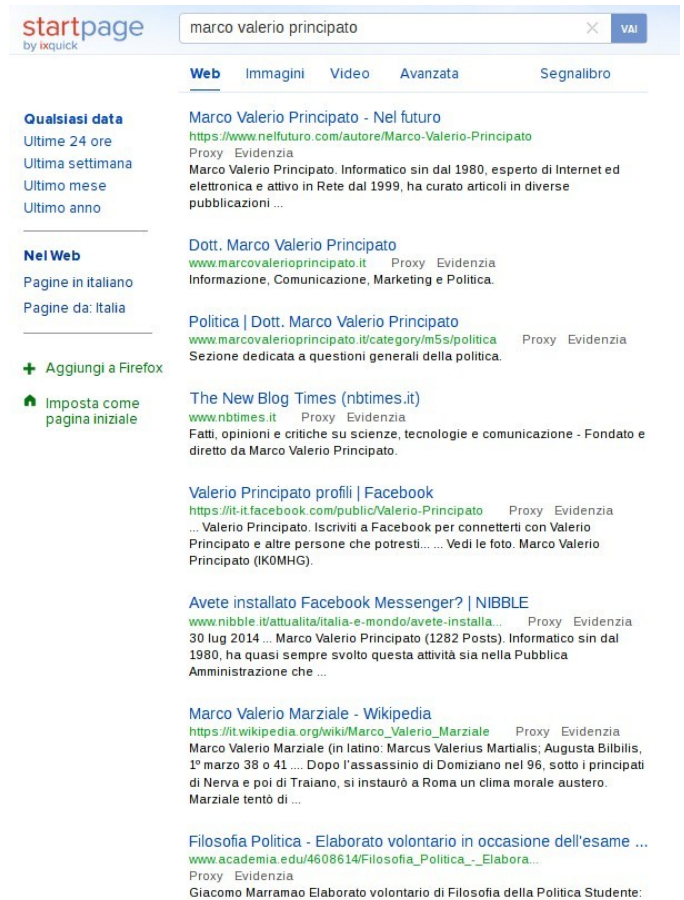 startpage
by ixquick
marco valerio principato
VAI
Web Immagini Video Avanzata Segnalibro
Qualsiasi data
Ultime 24 ore
Ultima settimana
Ultimo mese
Ultimo anno
Nel Web
Pagine in italiano
Pagine da: Italia
Aggiungi a Firefox
Imposta come
pagina iniziale
Marco Valerio Principato - Nel futuro
https://www.nelfuturo.com/autore/Marco-Valerio-Principato
Proxy Evidenzia
Marco Valerio Principato. Informatico sin dal 1980, esperto di Internet ed
elettronica e attivo in Rete dal 1999, ha curato articoli in diverse
pubblicazioni ...
Dott. Marco Valerio Principato
www.marcovalerioprincipato.it Proxy Evidenzia
Informazione, Comunicazione, Marketing e Politica.
Politica | Dott. Marco Valerio Principato
www.marcovalerioprincipato.it/category/m5s/politica Proxy Evidenzia
Sezione dedicata a questioni generali della politica.
The New Blog Times (nbtimes.it)
www.nbtimes.it Proxy Evidenzia
Fatti, opinioni e critiche su scienze, tecnologie e comunicazione - Fondato e
diretto da Marco Valerio Principato.
Valerio Principato profili | Facebook
https://it-it.facebook.com/public/Valerio-Principato Proxy Evidenzia
... Valerio Principato. Iscriviti a Facebook per connetterti con Valerio
Principato e altre persone che potresti... ... Vedi le foto. Marco Valerio
Principato (IK0MHG).
Avete installato Facebook Messenger? | NIBBLE
www.nibble.it/attualita/italia-e-mondo/avete-installa... Proxy Evidenzia
30 lug 2014 ... Marco Valerio Principato (1282 Posts). Informatico sin dal
1980, ha quasi sempre svolto questa attività sia nella Pubblica
Amministrazione che ...
Marco Valerio Marziale - Wikipedia
https://it.wikipedia.org/wiki/Marco_Valerio_Marziale Proxy Evidenzia
Marco Valerio Marziale (in latino: Marcus Valerius Martialis; Augusta Bilbilis,
1º marzo 38 o 41 .... Dopo l'assassinio di Domiziano nel 96, sotto i principati
di Nerva e poi di Traiano, si instaurò a Roma un clima morale austero.
Marziale tentò di ...
Filosofia Politica - Elaborato volontario in occasione dell'esame ...
www.academia.edu/4608614/Filosofia_Politica_-_Elabora...
Proxy Evidenzia
Giacomo Marramao Elaborato volontario di Filosofia della Politica Studente: